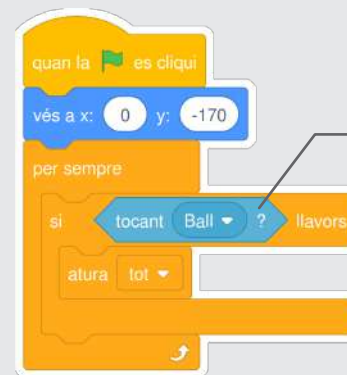 quan la es cliqui
vés a x: 0 y: -170
per sempre
si tocant Ball ? llavors
atura tot